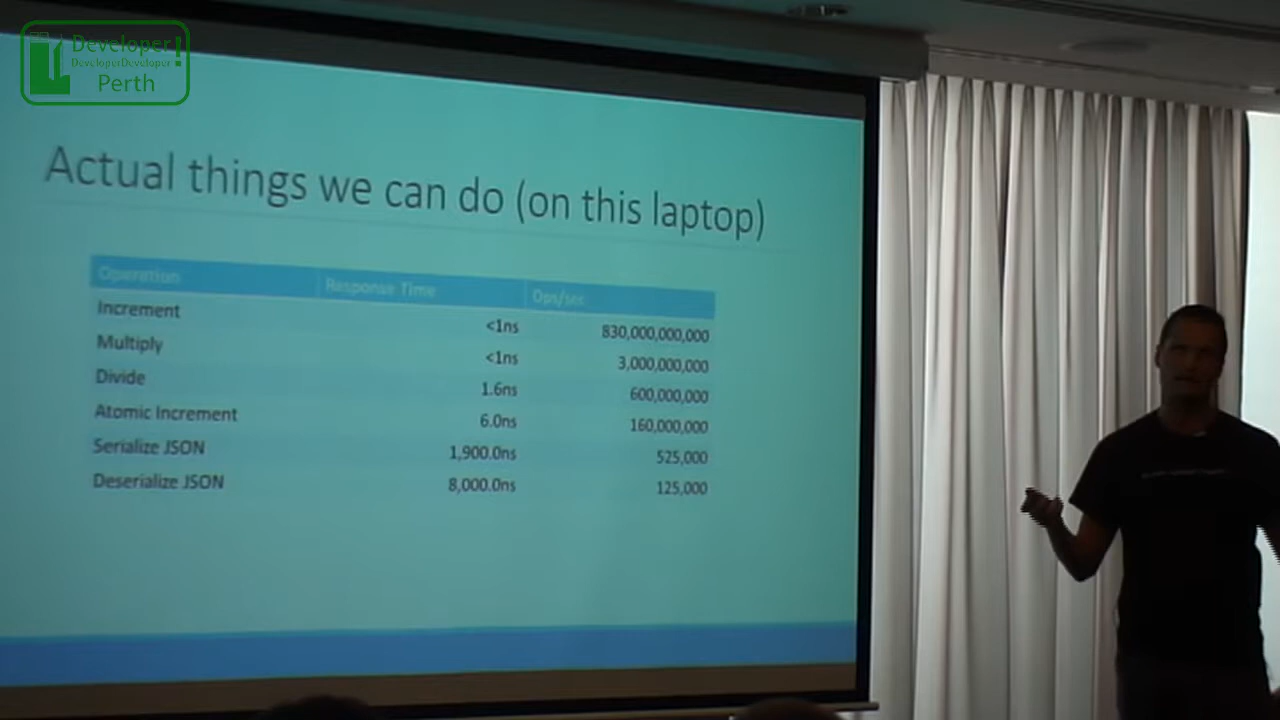 Developer!
DeveloperDeveloper
Perth
Actual things we can do (on this laptop)
Operation Response Time Ops/sec
Increment <1ns 830,000,000,000
Multiply <1ns 3,000,000,000
Divide 1.6ns 600,000,000
Atomic Increment 6.0ns 160,000,000
Serialize JSON 1,900.0ns 525,000
Deserialize JSON 8,000.0ns 125,000